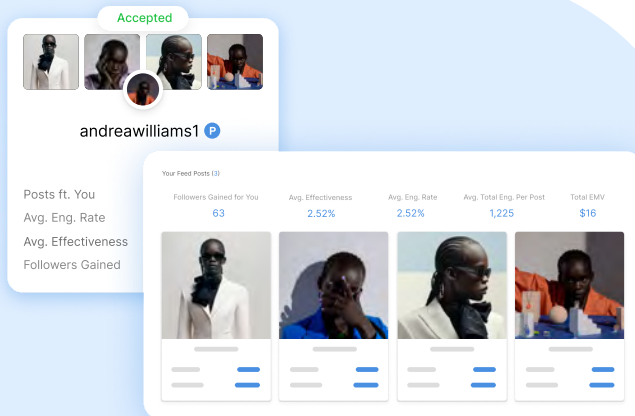 Accepted
andreawilliams1 P
Posts ft. You
Avg. Eng. Rate
Avg. Effectiveness
Followers Gained
Your Feed Posts (3)
Followers Gained for You
Avg. Effectiveness
Avg. Eng. Rate
Avg. Total Eng. Per Post
Total EMV
63
2.52%
2.52%
1,225
$16